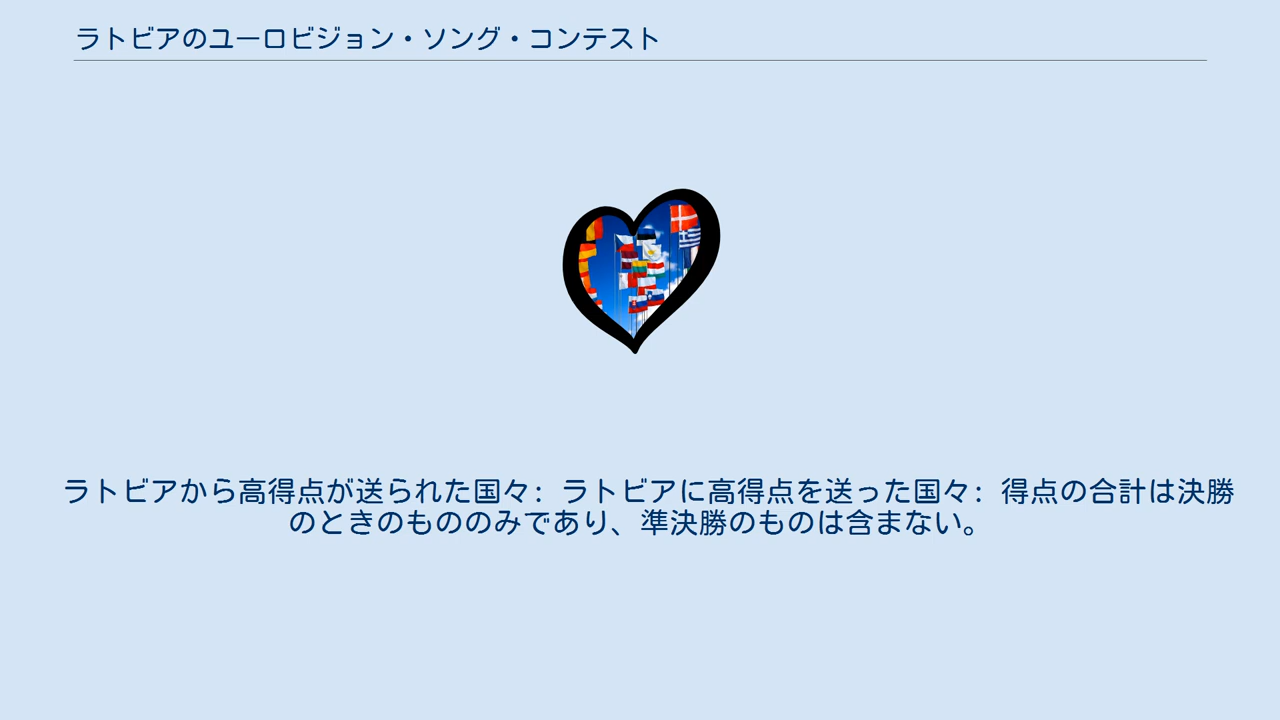 ラトビアのユーロビジョン・ソング・コンテスト
ラトビアから高得点が送られた国々：ラトビアに高得点を送った国々：得点の合計は決勝
のときのもののみであり、準決勝のものは含まない。